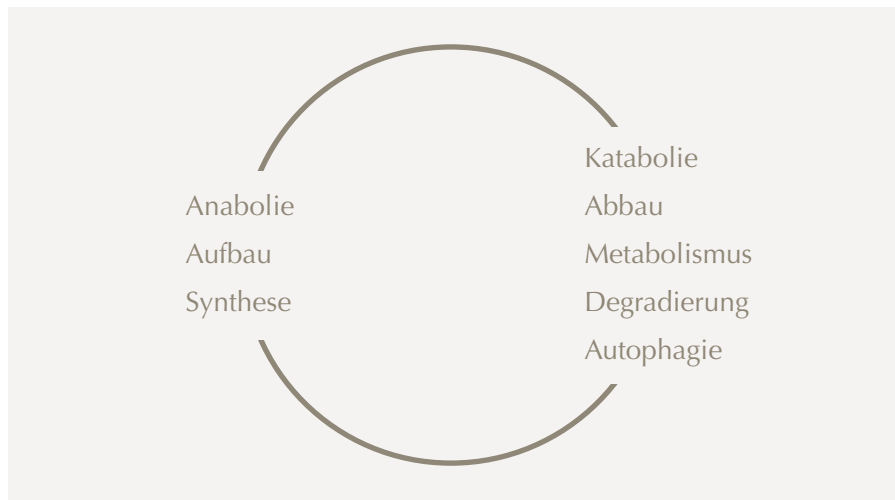 Anabolie
Aufbau
Synthese
Katabolie
Abbau
Metabolismus
Degradierung
Autophagie